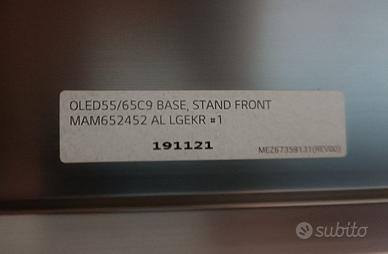 OLED55/65C9 BASE, STAND FRONT
MAM652452 AL LGEKR #1
191121
MEZ67359131(REV00)
subito